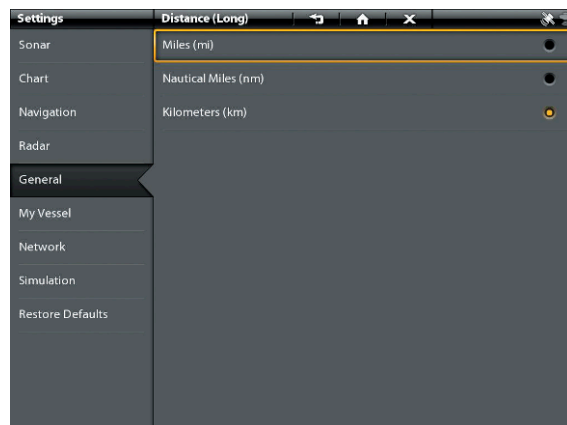 Settings
Distance (Long)
Sonar
Chart
Navigation
Radar
General
My Vessel
Network
Simulation
Restore Defaults
Miles (mi)
Nautical Miles (nm)
Kilometers (km)